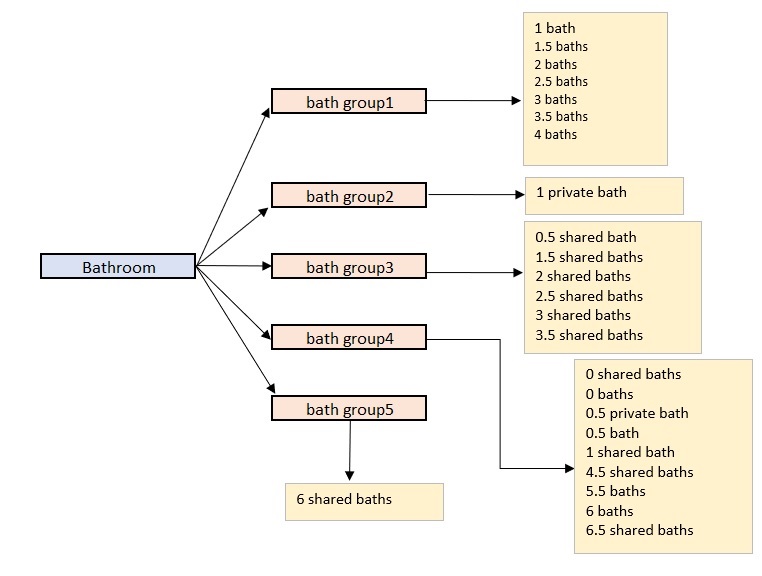 Bathroom
bath group1
1 bath
1.5 baths
2 baths
2.5 baths
3 baths
3.5 baths
4 baths
bath group2
1 private bath
bath group3
0.5 shared bath
1.5 shared baths
2 shared baths
2.5 shared baths
3 shared baths
3.5 shared baths
bath group4
0 shared baths
0 baths
0.5 private bath
0.5 bath
1 shared bath
4.5 shared baths
5.5 baths
6 baths
6.5 shared baths
bath group5
6 shared baths